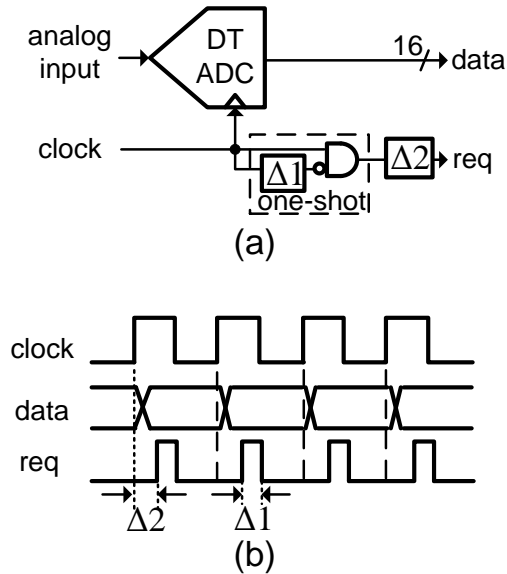 analog
input
DT
ADC
16
data
clock
Δ1
Δ2
req
one-shot
(a)
clock
data
req
Δ2
Δ1
(b)